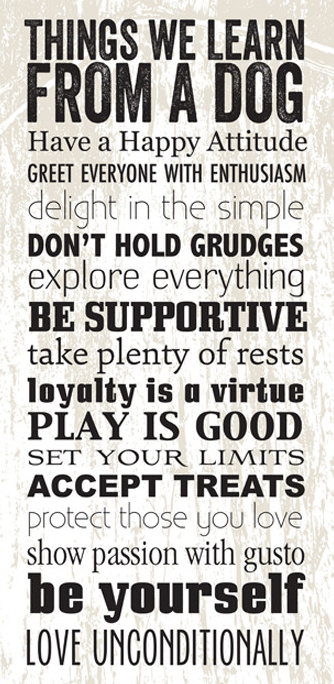 THINGS WE LEARN
FROM A DOG
Have a Happy Attitude
GREET EVERYONE WITH ENTHUSIASM
delight in the simple
DON'T HOLD GRUDGES
explore everything
BE SUPPORTIVE
take plenty of rests
loyalty is a virtue
PLAY IS GOOD
SET YOUR LIMITS
ACCEPT TREATS
protect those you love
show passion with gusto
be yourself
LOVE UNCONDITIONALLY